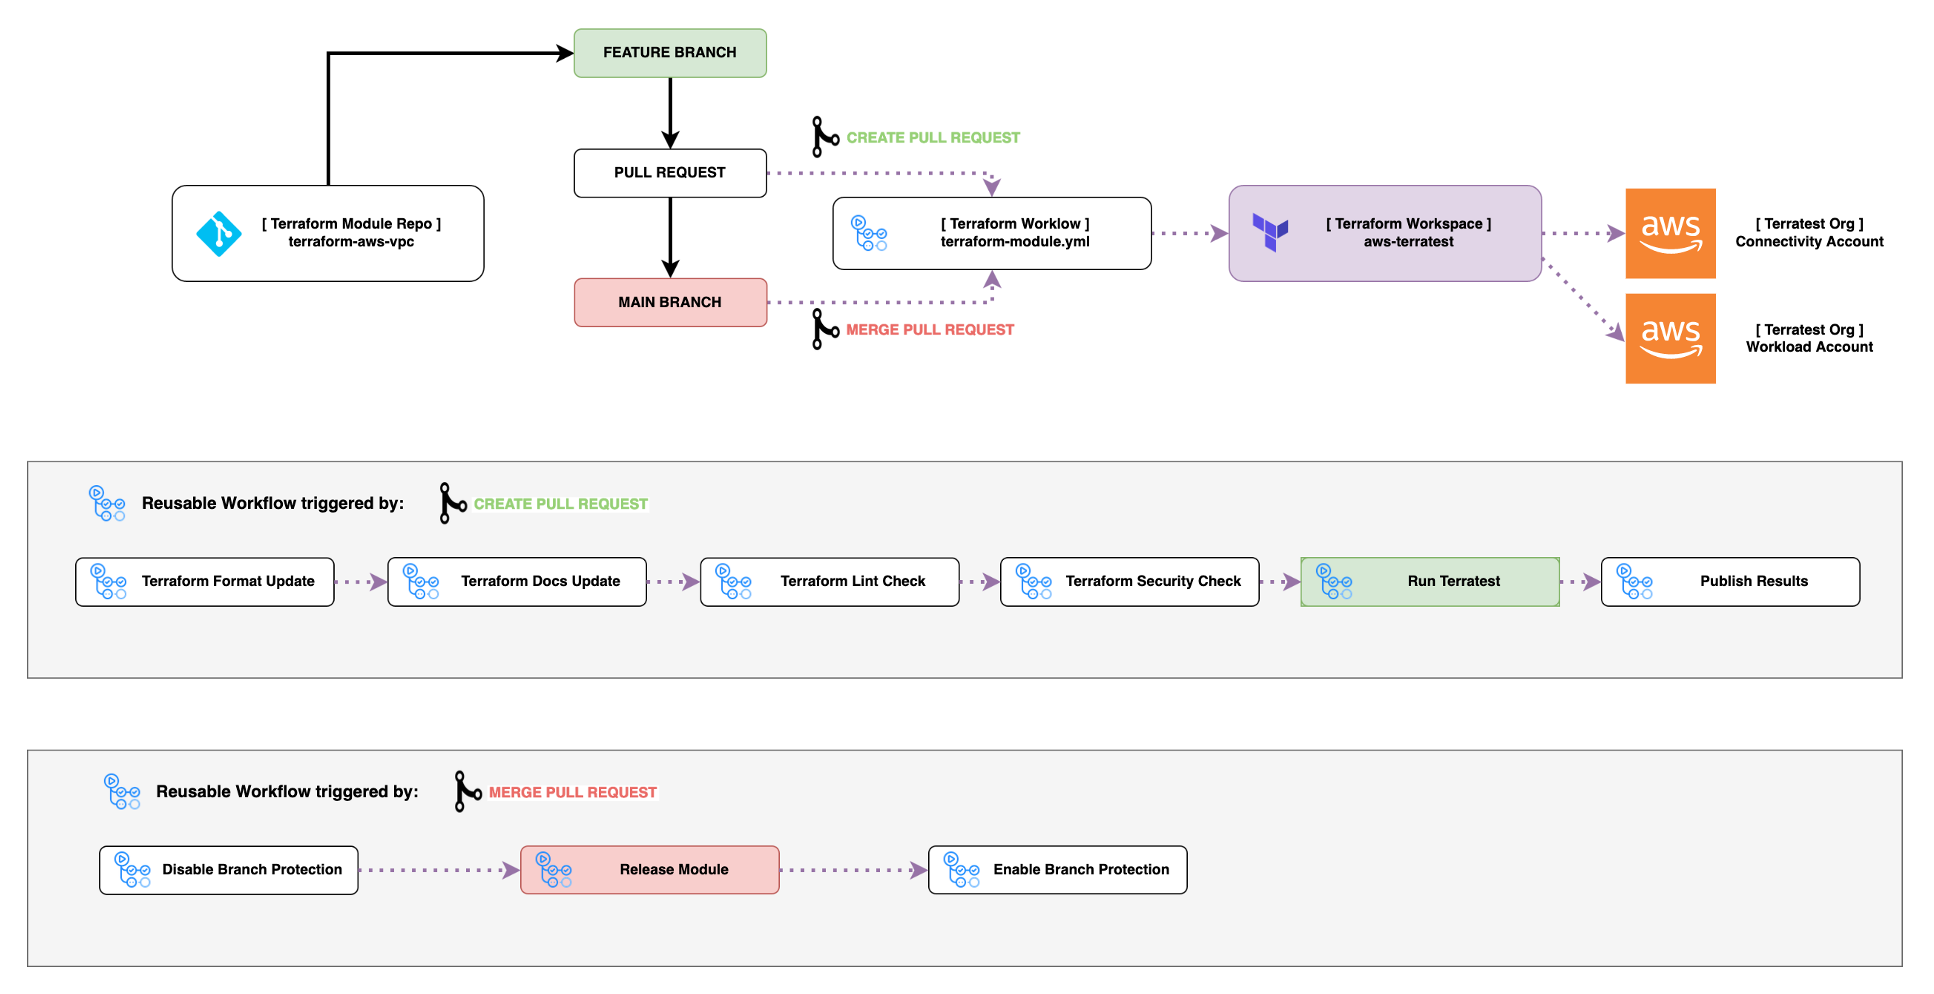 FEATURE BRANCH
CREATE PULL REQUEST
PULL REQUEST
[ Terraform Module Repo ]
terraform-aws-vpc
[ Terraform Worklow ]
terraform-module.yml
[ Terraform Workspace ]
aws-terratest
aws
[ Terratest Org ]
Connectivity Account
MAIN BRANCH
MERGE PULL REQUEST
aws
[ Terratest Org ]
Workload Account
Reusable Workflow triggered by:
CREATE PULL REQUEST
Terraform Format Update
Terraform Docs Update
Terraform Lint Check
Terraform Security Check
Run Terratest
Publish Results
Reusable Workflow triggered by:
MERGE PULL REQUEST
Disable Branch Protection
Release Module
Enable Branch Protection